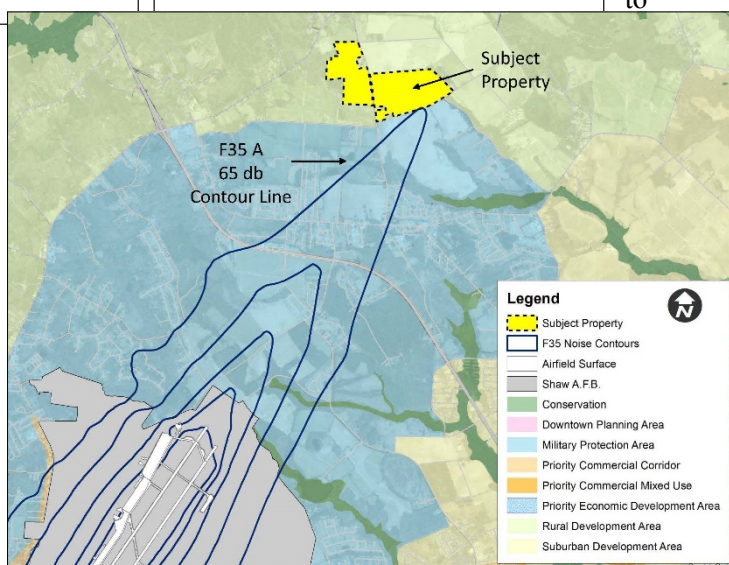 to
Subject
Property
F35 A
65 db
Contour Line
Legend
N
Subject Property
F35 Noise Contours
Airfield Surface
Shaw A.F.B.
Conservation
Downtown Planning Area
Military Protection Area
Priority Commercial Corridor
Priority Commercial Mixed Use
Priority Economic Development Area
Rural Development Area
Suburban Development Area